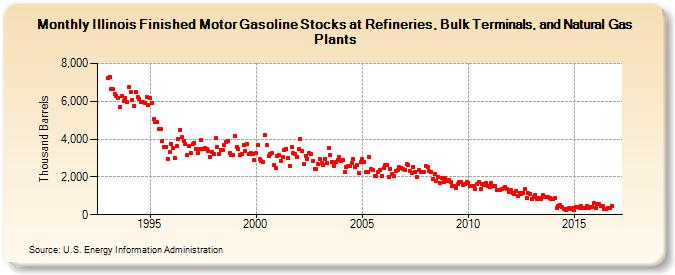 Monthly Illinois Finished Motor Gasoline Stocks at Refineries, Bulk Terminals, and Natural Gas
Plants
Thousand Barrels
8,000
6,000
4,000
2,000
0
1995
2000
2005
2010
2015
Source: U.S. Energy Information Administration